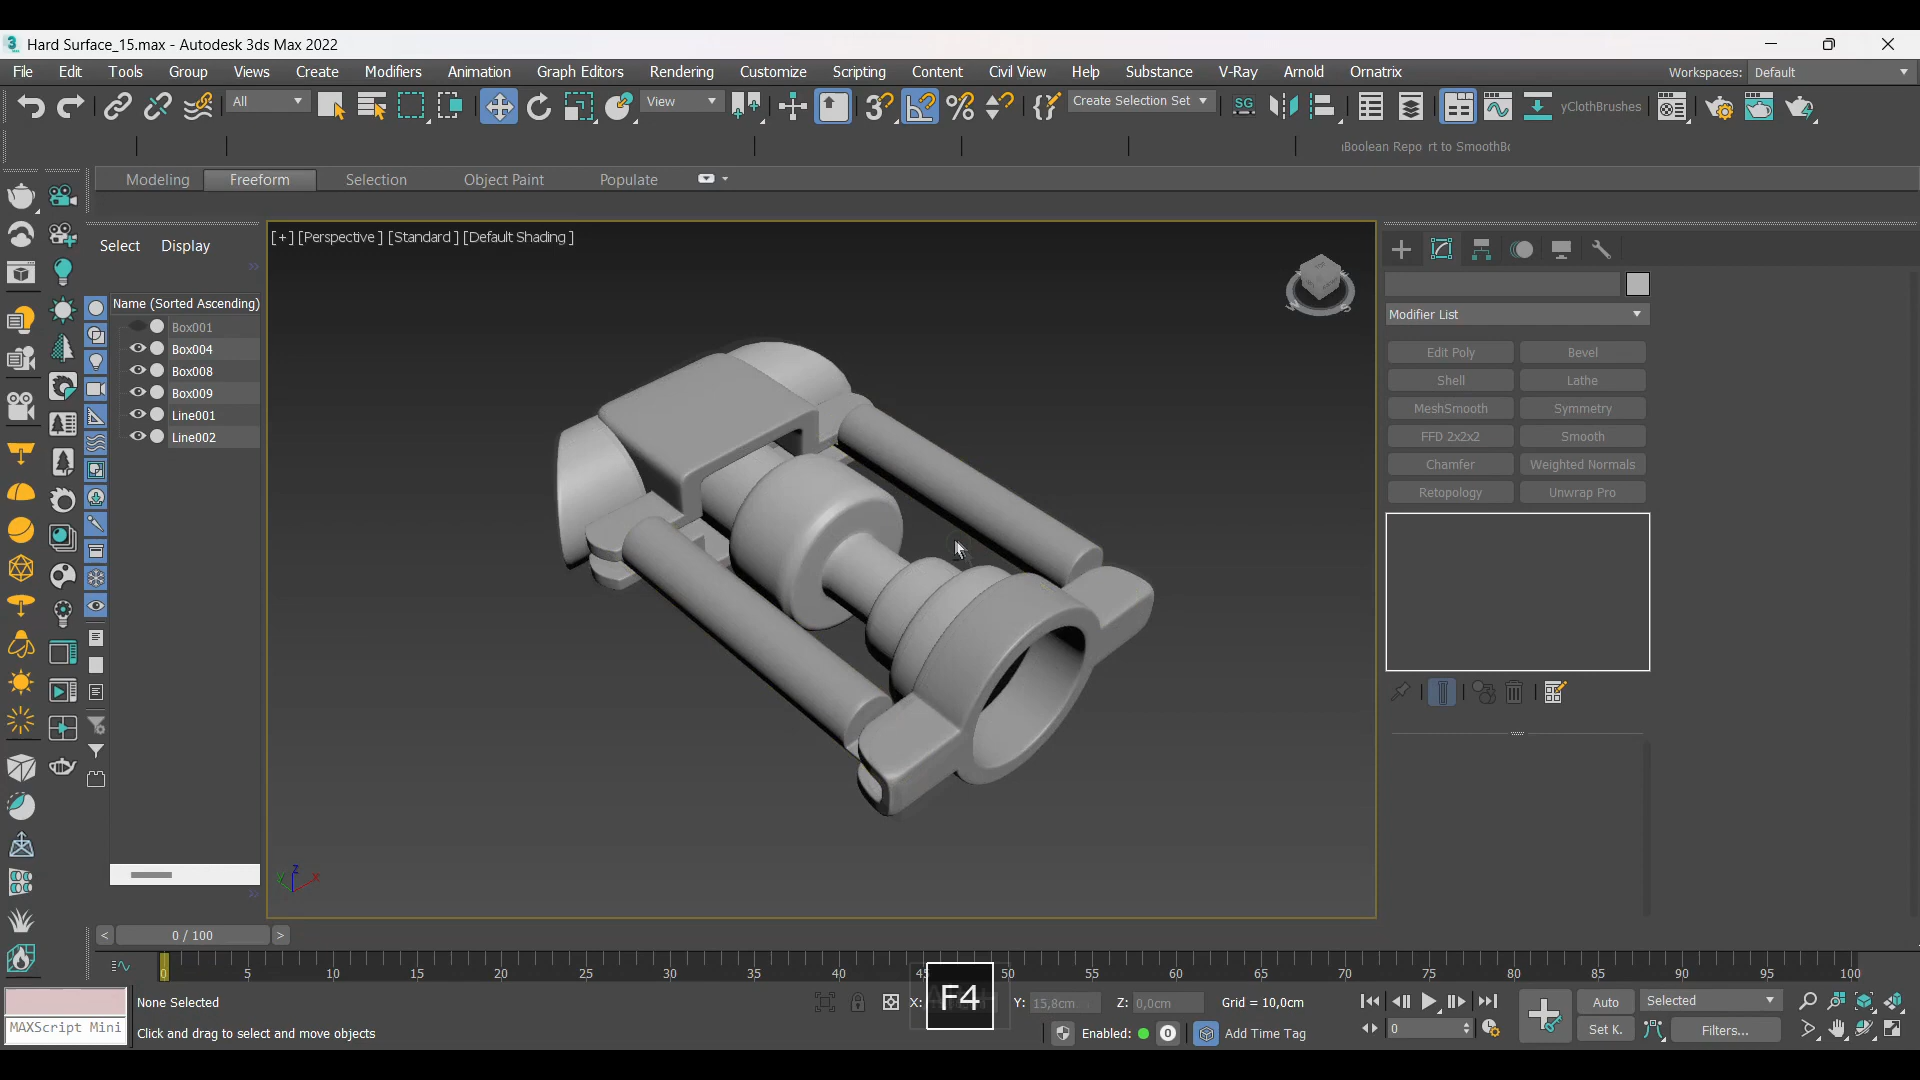 Hard Surface_15.max - Autodesk 3ds Max 2022
File Edit Tools Group Views Create Modifiers Animation Graph Editors Rendering Customize Scripting Content Civil View Help Substance V-Ray Arnold Ornatrix Workspaces: Default
All View Create Selection Set yClothBrushes
Boolean Repo rt to SmoothBo
Modeling Freeform Selection Object Paint Populate
Select Display
[+] [Perspective] [Standard] [Default Shading]
Name (Sorted Ascending)
Box001
Box004
Box008
Box009
Line001
Line002
Modifier List
Edit Poly Bevel
Shell Lathe
MeshSmooth Symmetry
FFD 2x2x2 Smooth
Chamfer Weighted Normals
Retopology Unwrap Pro
W S
z
x
< 0 / 100 >
0 5 10 15 20 25 30 35 40 45 50 55 60 65 70 75 80 85 90 95 100
F4
None Selected X: Y: 15,8cm Z: 0,0cm Grid = 10,0cm Auto Selected
MAXScript Mini Click and drag to select and move objects Enabled: 0 Add Time Tag 0 Set K. Filters...